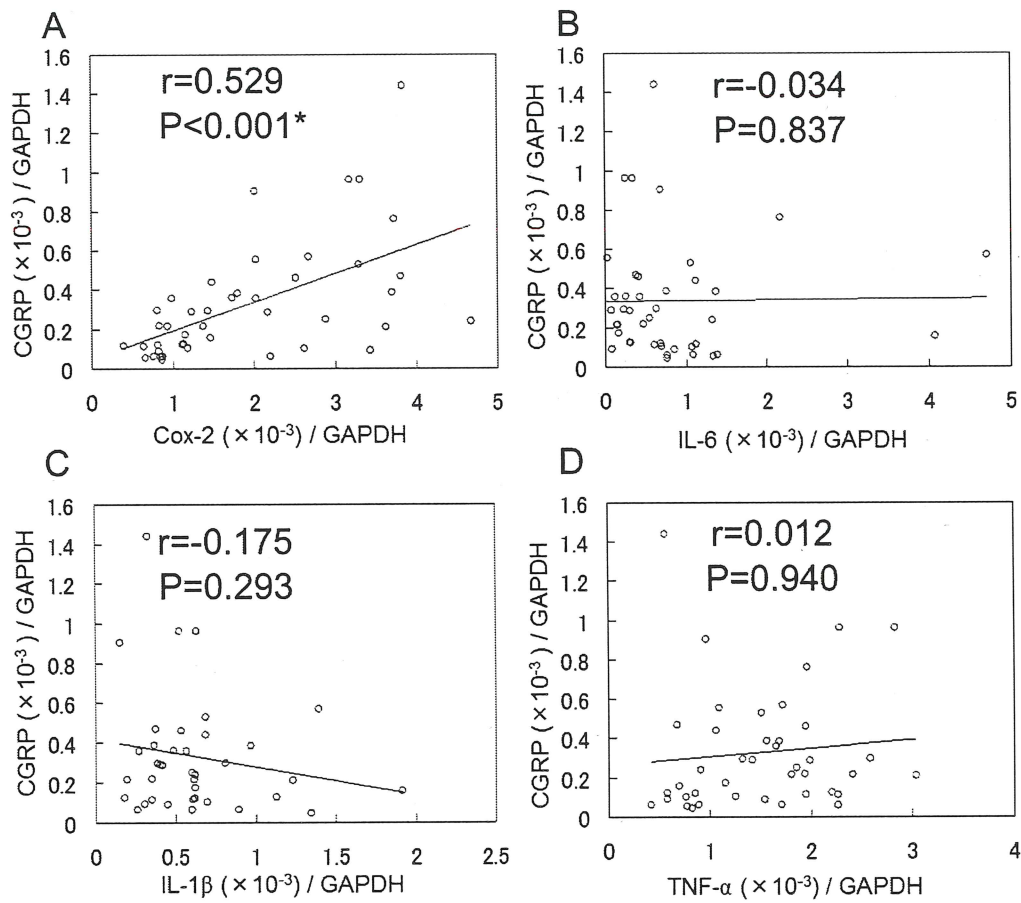 A
1.6
1.4
1.2
1
0.8
0.6
0.4
0.2
0
CGRP (×10⁻³) / GAPDH
r=0.529
P<0.001*
0 1 2 3 4 5
Cox-2 (×10⁻³) / GAPDH
B
1.6
1.4
1.2
1
0.8
0.6
0.4
0.2
0
CGRP (×10⁻³) / GAPDH
r=-0.034
P=0.837
0 1 2 3 4 5
IL-6 (×10⁻³) / GAPDH
C
1.6
1.4
1.2
1
0.8
0.6
0.4
0.2
0
CGRP (×10⁻³) / GAPDH
r=-0.175
P=0.293
0 0.5 1 1.5 2 2.5
IL-1β (×10⁻³) / GAPDH
D
1.6
1.4
1.2
1
0.8
0.6
0.4
0.2
0
CGRP (×10⁻³) / GAPDH
r=0.012
P=0.940
0 1 2 3 4
TNF-α (×10⁻³) / GAPDH